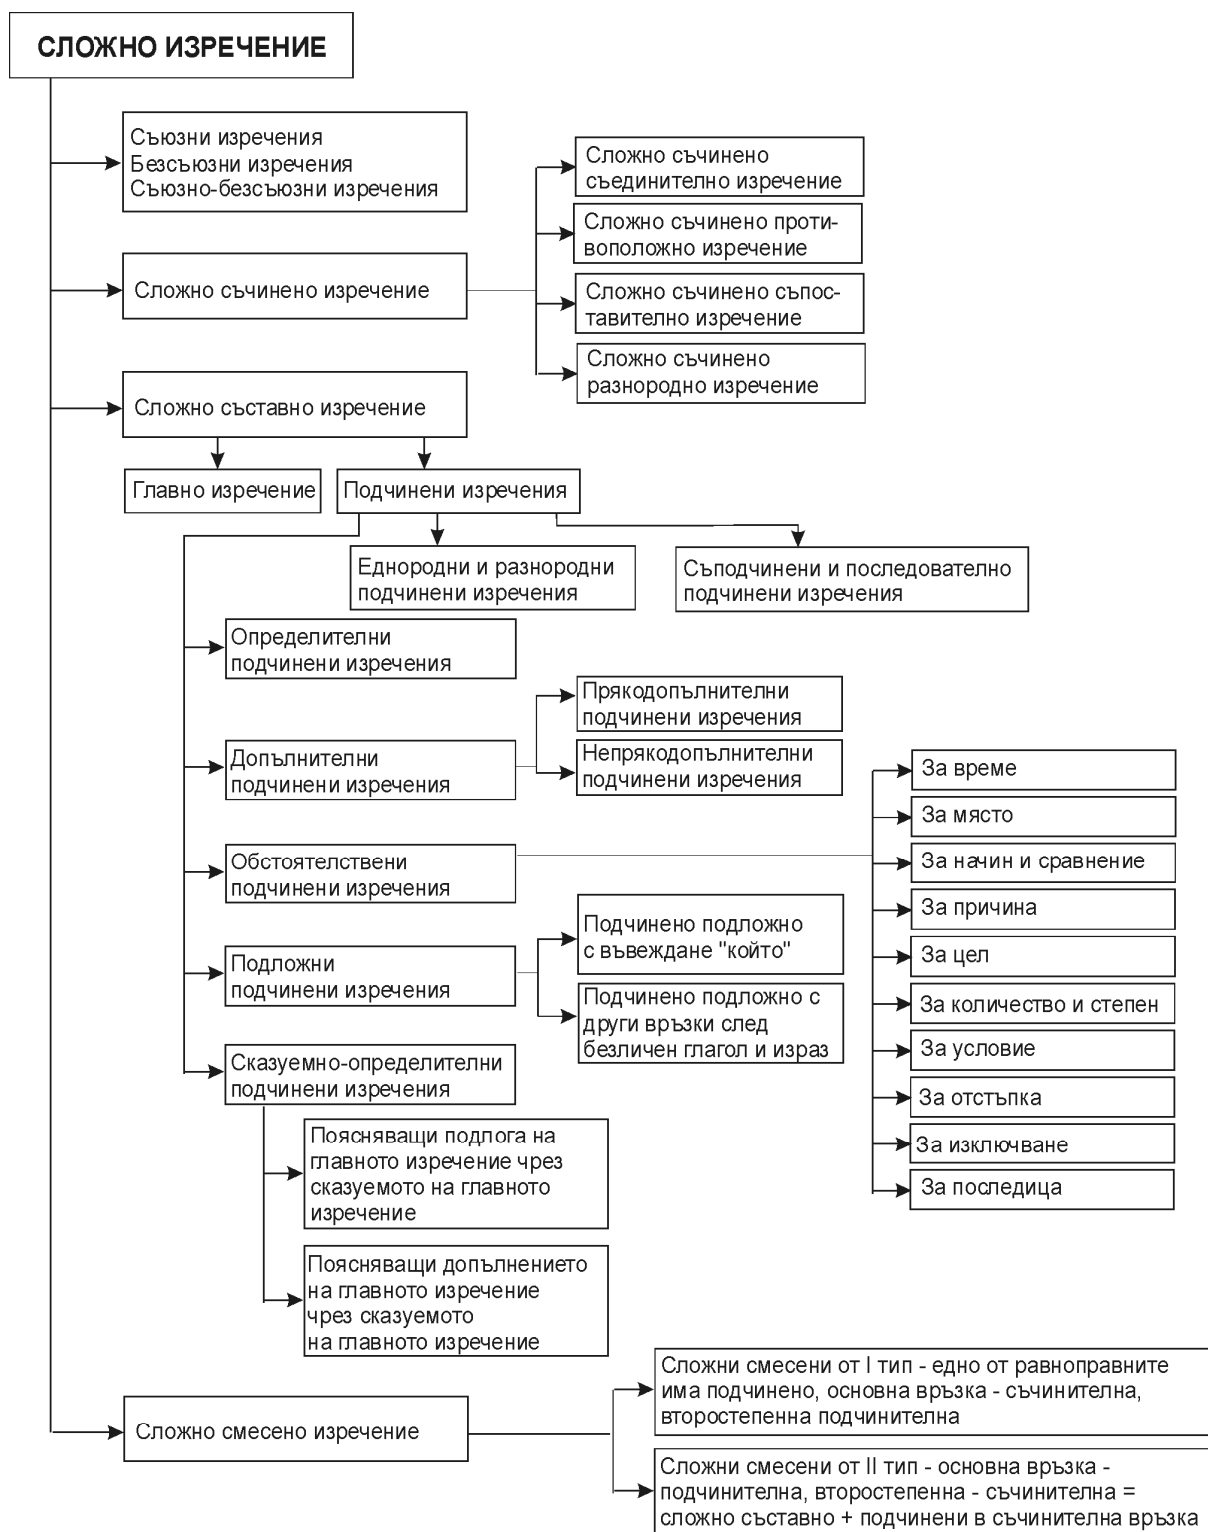 СЛОЖНО ИЗРЕЧЕНИЕ
Съюзни изречения
Безсъюзни изречения
Съюзно-безсъюзни изречения
Сложно съчинено изречение
Сложно съчинено
съединително изречение
Сложно съчинено проти-
воположно изречение
Сложно съчинено съпос-
тавително изречение
Сложно съчинено
разнородно изречение
Сложно съставно изречение
Главно изречение
Подчинени изречения
Еднородни и разнородни
подчинени изречения
Съподчинени и последователно
подчинени изречения
Определителни
подчинени изречения
Допълнителни
подчинени изречения
Прякодопълнителни
подчинени изречения
Непрякодопълнителни
подчинени изречения
Обстоятелствени
подчинени изречения
За време
За място
За начин и сравнение
За причина
За цел
За количество и степен
За условие
За отстъпка
За изключване
За последица
Подложни
подчинени изречения
Подчинено подложно
с въвеждане "който"
Подчинено подложно с
други връзки след
безличен глагол и израз
Сказуемно-определителни
подчинени изречения
Поясняващи подлога на
главното изречение чрез
сказуемото на главното
изречение
Поясняващи допълнението
на главното изречение
чрез сказуемото
на главното изречение
Сложно смесено изречение
Сложни смесени от I тип - едно от равноправните
има подчинено, основна връзка - съчинителна,
второстепенна подчинителна
Сложни смесени от II тип - основна връзка -
подчинителна, второстепенна - съчинителна =
сложно съставно + подчинени в съчинителна връзка